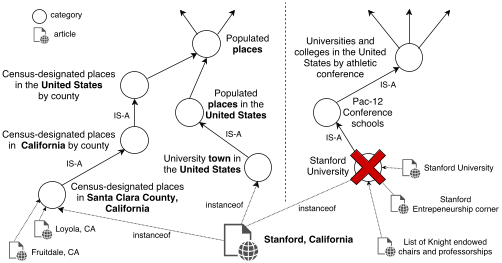 category
article
Populated
places
Universities and
colleges in the United
States by athletic
conference
Census-designated places
in the United States
by county
IS-A
Populated
places in the
United States
IS-A
Pac-12
Conference
schools
IS-A
Census-designated places
in California by county
IS-A
University town in
the United States
IS-A
Stanford
University
Stanford University
Census-designated places
in Santa Clara County,
California
instanceof
instanceof
Stanford
Entrepeneurship corner
Loyola, CA
instanceof
Stanford, California
Fruitdale, CA
List of Knight endowed
chairs and professorships